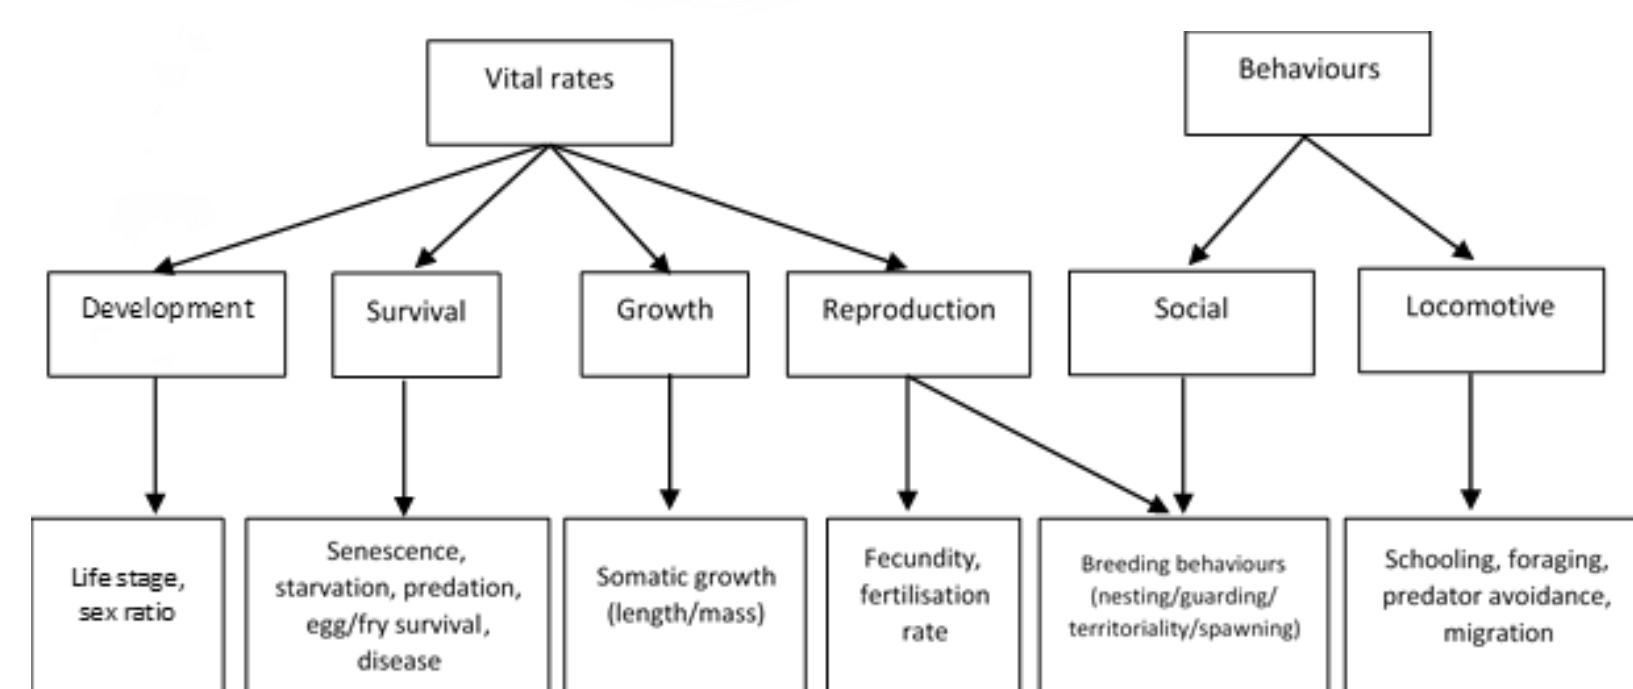 Vital rates
Behaviours
Development
Survival
Growth
Reproduction
Social
Locomotive
Life stage,
sex ratio
Senescence,
starvation, predation,
egg/fry survival,
disease
Somatic growth
(length/mass)
Fecundity,
fertilisation
rate
Breeding behaviours
(nesting/guarding/
territoriality/spawning)
Schooling, foraging,
predator avoidance,
migration